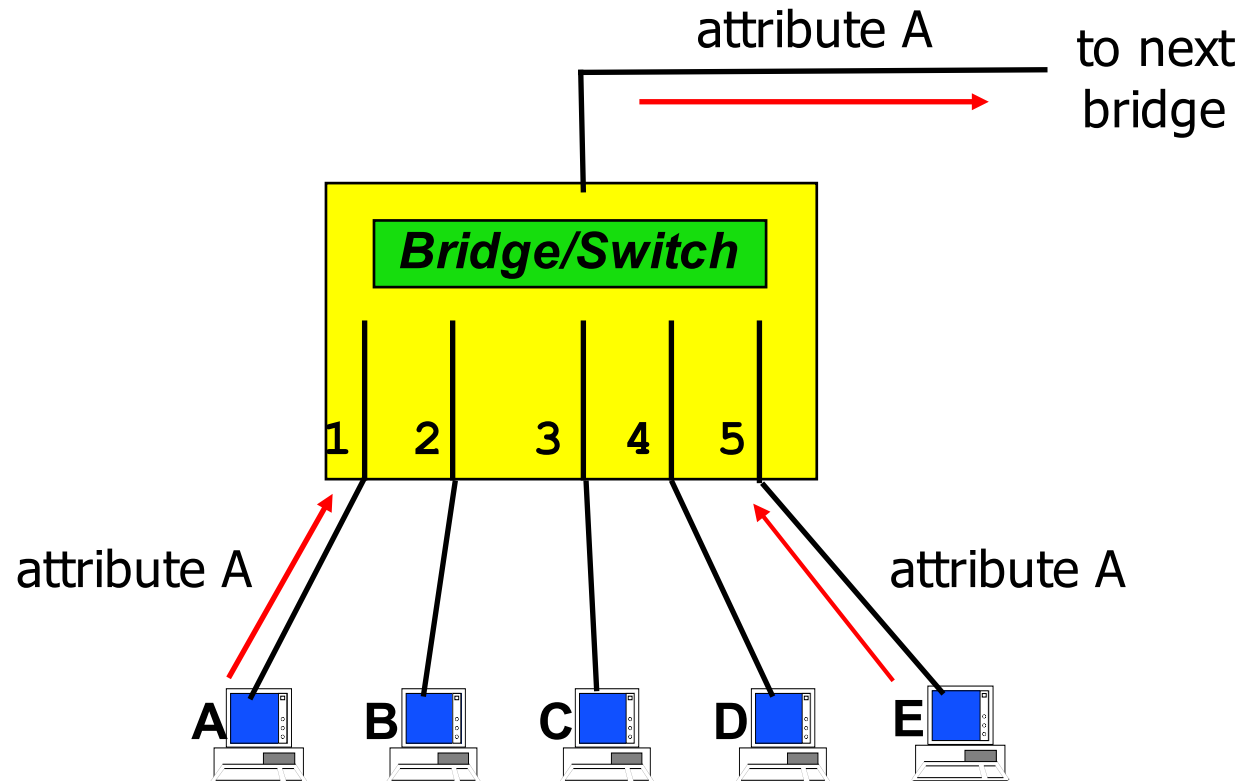 attribute A
to next
bridge
Bridge/Switch
1 2 3 4 5
attribute A
attribute A
A B C D E